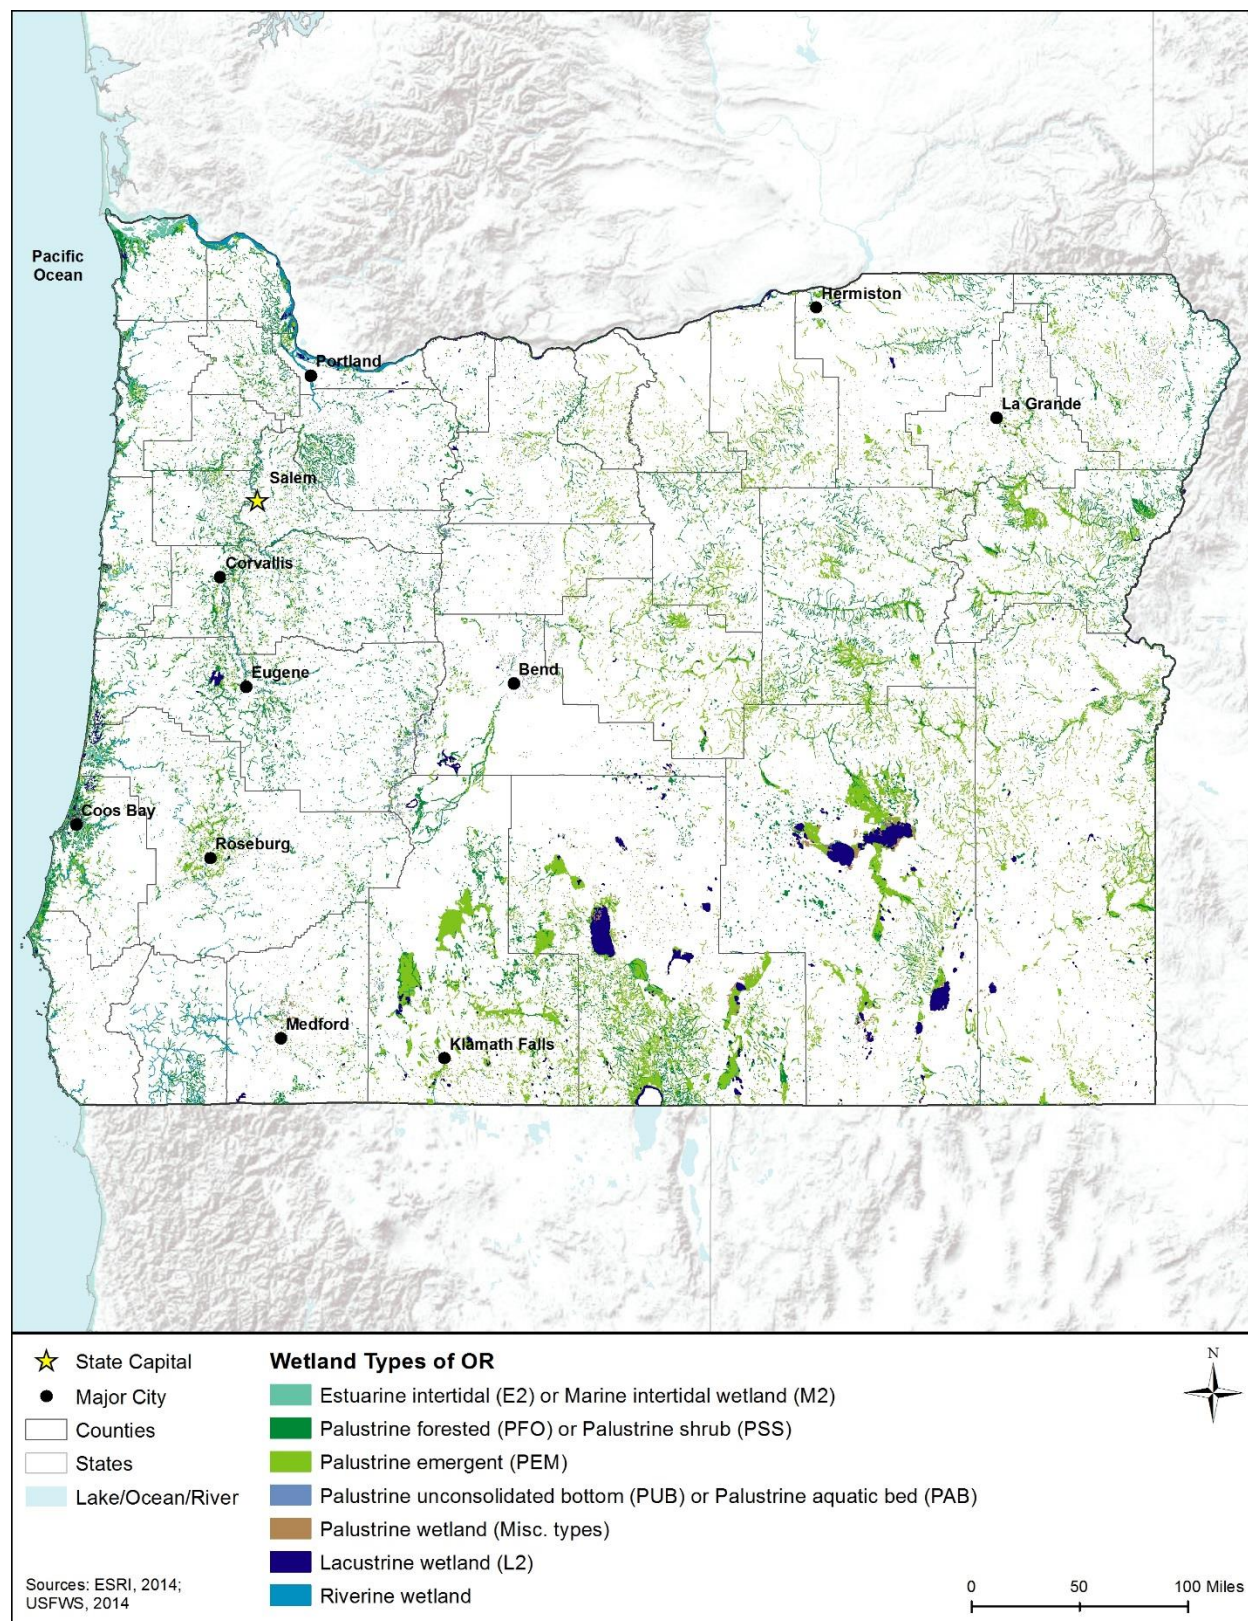 Pacific
Ocean
Hermiston
Portland
La Grande
Salem
Corvallis
Eugene
Bend
Coos Bay
Roseburg
Medford
Klamath Falls
State Capital
Major City
Counties
States
Lake/Ocean/River
Sources: ESRI, 2014;
USFWS, 2014
Wetland Types of OR
Estuarine intertidal (E2) or Marine intertidal wetland (M2)
Palustrine forested (PFO) or Palustrine shrub (PSS)
Palustrine emergent (PEM)
Palustrine unconsolidated bottom (PUB) or Palustrine aquatic bed (PAB)
Palustrine wetland (Misc. types)
Lacustrine wetland (L2)
Riverine wetland
N
0 50 100 Miles